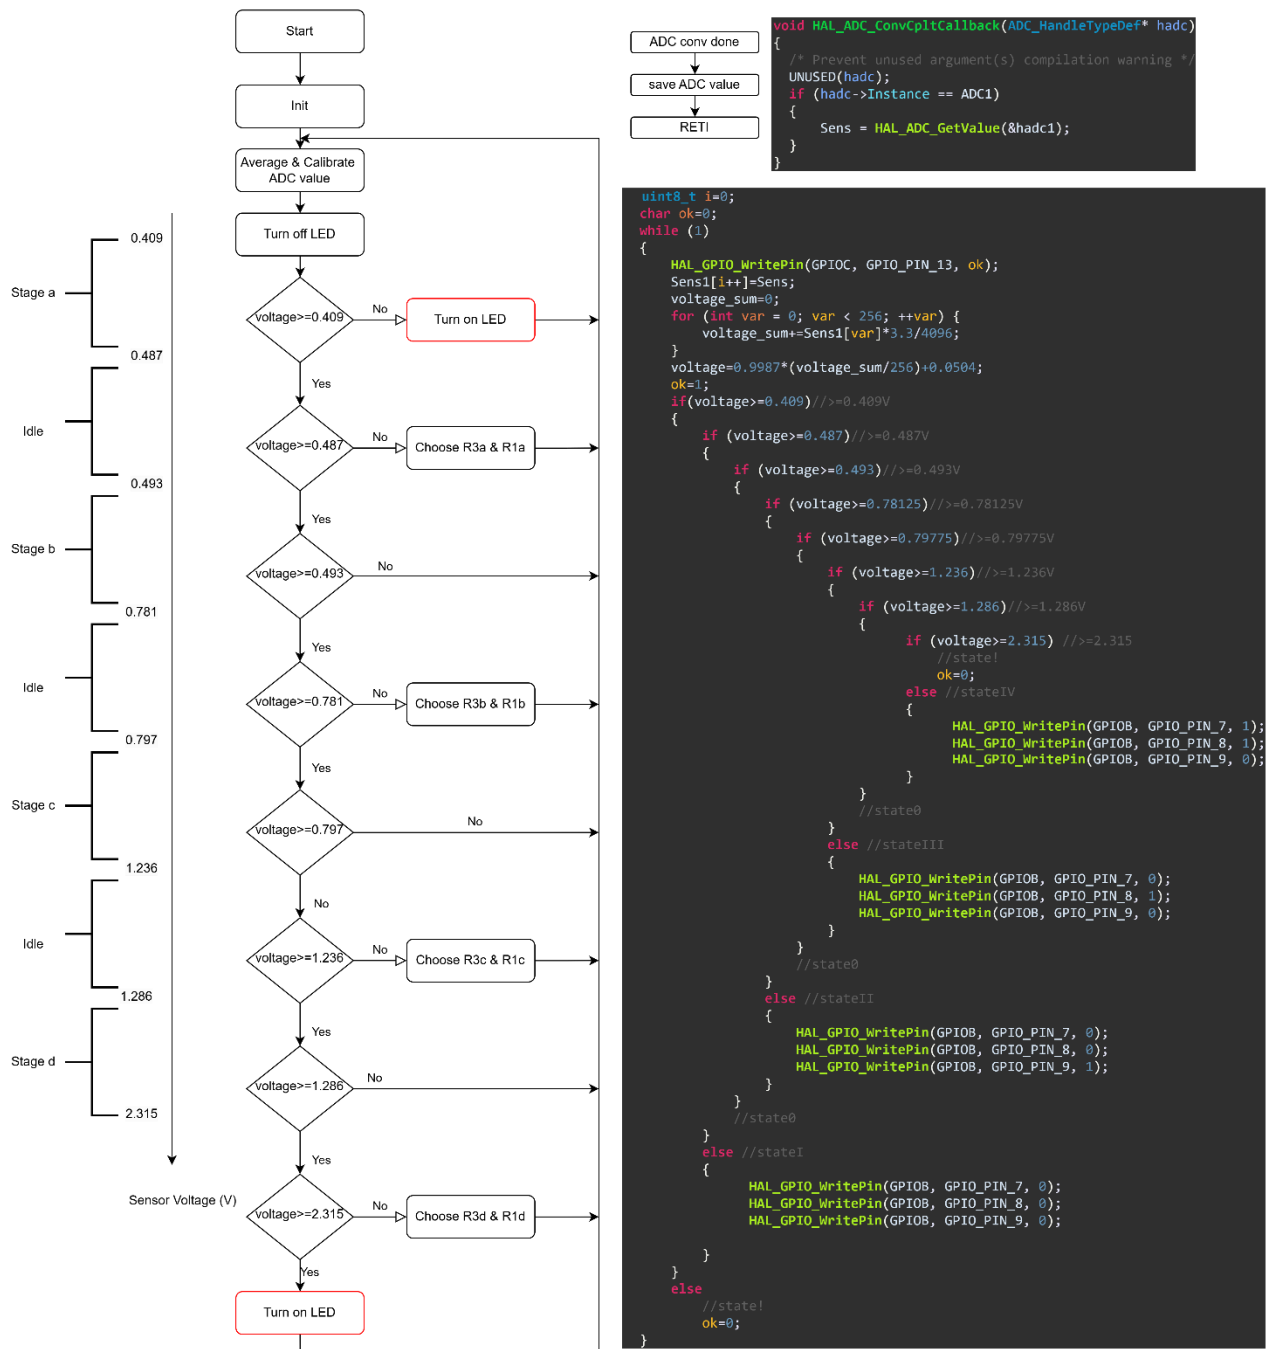 Start
Init
Average & Calibrate
ADC value
Turn off LED
voltage>=0.409
No
Turn on LED
Yes
voltage>=0.487
No
Choose R3a & R1a
Yes
voltage>=0.493
No
Yes
voltage>=0.781
No
Choose R3b & R1b
Yes
voltage>=0.797
No
No
voltage>=1.236
No
Choose R3c & R1c
Yes
voltage>=1.286
No
Yes
voltage>=2.315
No
Choose R3d & R1d
Yes
Turn on LED
0.409
Stage a
0.487
Idle
0.493
Stage b
0.781
Idle
0.797
Stage c
1.236
Idle
1.286
Stage d
2.315
Sensor Voltage (V)
ADC conv done
save ADC value
RETI
void HAL_ADC_ConvCpltCallback(ADC_HandleTypeDef* hadc)
{
/* Prevent unused argument(s) compilation warning */
UNUSED(hadc);
if (hadc->Instance == ADC1)
{
Sens = HAL_ADC_GetValue(&hadc1);
}
}
uint8_t i=0;
char ok=0;
while (1)
{
HAL_GPIO_WritePin(GPIOC, GPIO_PIN_13, ok);
Sens1[i++]=Sens;
voltage_sum=0;
for (int var = 0; var < 256; ++var) {
voltage_sum+=Sens1[var]*3.3/4096;
}
voltage=0.9987*(voltage_sum/256)+0.0504;
ok=1;
if(voltage>=0.409)//>=0.409V
{
if (voltage>=0.487)//>=0.487V
{
if (voltage>=0.493)//>=0.493V
{
if (voltage>=0.78125)//>=0.78125V
{
if (voltage>=0.79775)//>=0.79775V
{
if (voltage>=1.236)//>=1.236V
{
if (voltage>=1.286)//>=1.286V
{
if (voltage>=2.315) //>=2.315
//state!
ok=0;
else //stateIV
{
HAL_GPIO_WritePin(GPIOB, GPIO_PIN_7, 1);
HAL_GPIO_WritePin(GPIOB, GPIO_PIN_8, 1);
HAL_GPIO_WritePin(GPIOB, GPIO_PIN_9, 0);
}
}
//state0
}
else //stateIII
{
HAL_GPIO_WritePin(GPIOB, GPIO_PIN_7, 0);
HAL_GPIO_WritePin(GPIOB, GPIO_PIN_8, 1);
HAL_GPIO_WritePin(GPIOB, GPIO_PIN_9, 0);
}
}
//state0
}
else //stateII
{
HAL_GPIO_WritePin(GPIOB, GPIO_PIN_7, 0);
HAL_GPIO_WritePin(GPIOB, GPIO_PIN_8, 0);
HAL_GPIO_WritePin(GPIOB, GPIO_PIN_9, 1);
}
}
//state0
}
else //stateI
{
HAL_GPIO_WritePin(GPIOB, GPIO_PIN_7, 0);
HAL_GPIO_WritePin(GPIOB, GPIO_PIN_8, 0);
HAL_GPIO_WritePin(GPIOB, GPIO_PIN_9, 0);
}
}
else
//state!
ok=0;
}